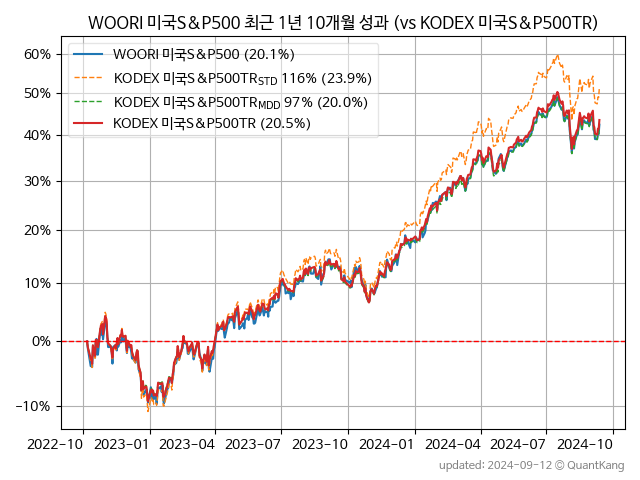 WOORI 미국S&P500 최근 1년 10개월 성과 (vs KODEX 미국S&P500TR)
WOORI 미국S&P500 (20.1%)
KODEX 미국S&P500TR_STD 116% (23.9%)
KODEX 미국S&P500TR_MDD 97% (20.0%)
KODEX 미국S&P500TR (20.5%)
60%
50%
40%
30%
20%
10%
0%
−10%
2022-10 2023-01 2023-04 2023-07 2023-10 2024-01 2024-04 2024-07 2024-10
updated: 2024-09-12 © QuantKang